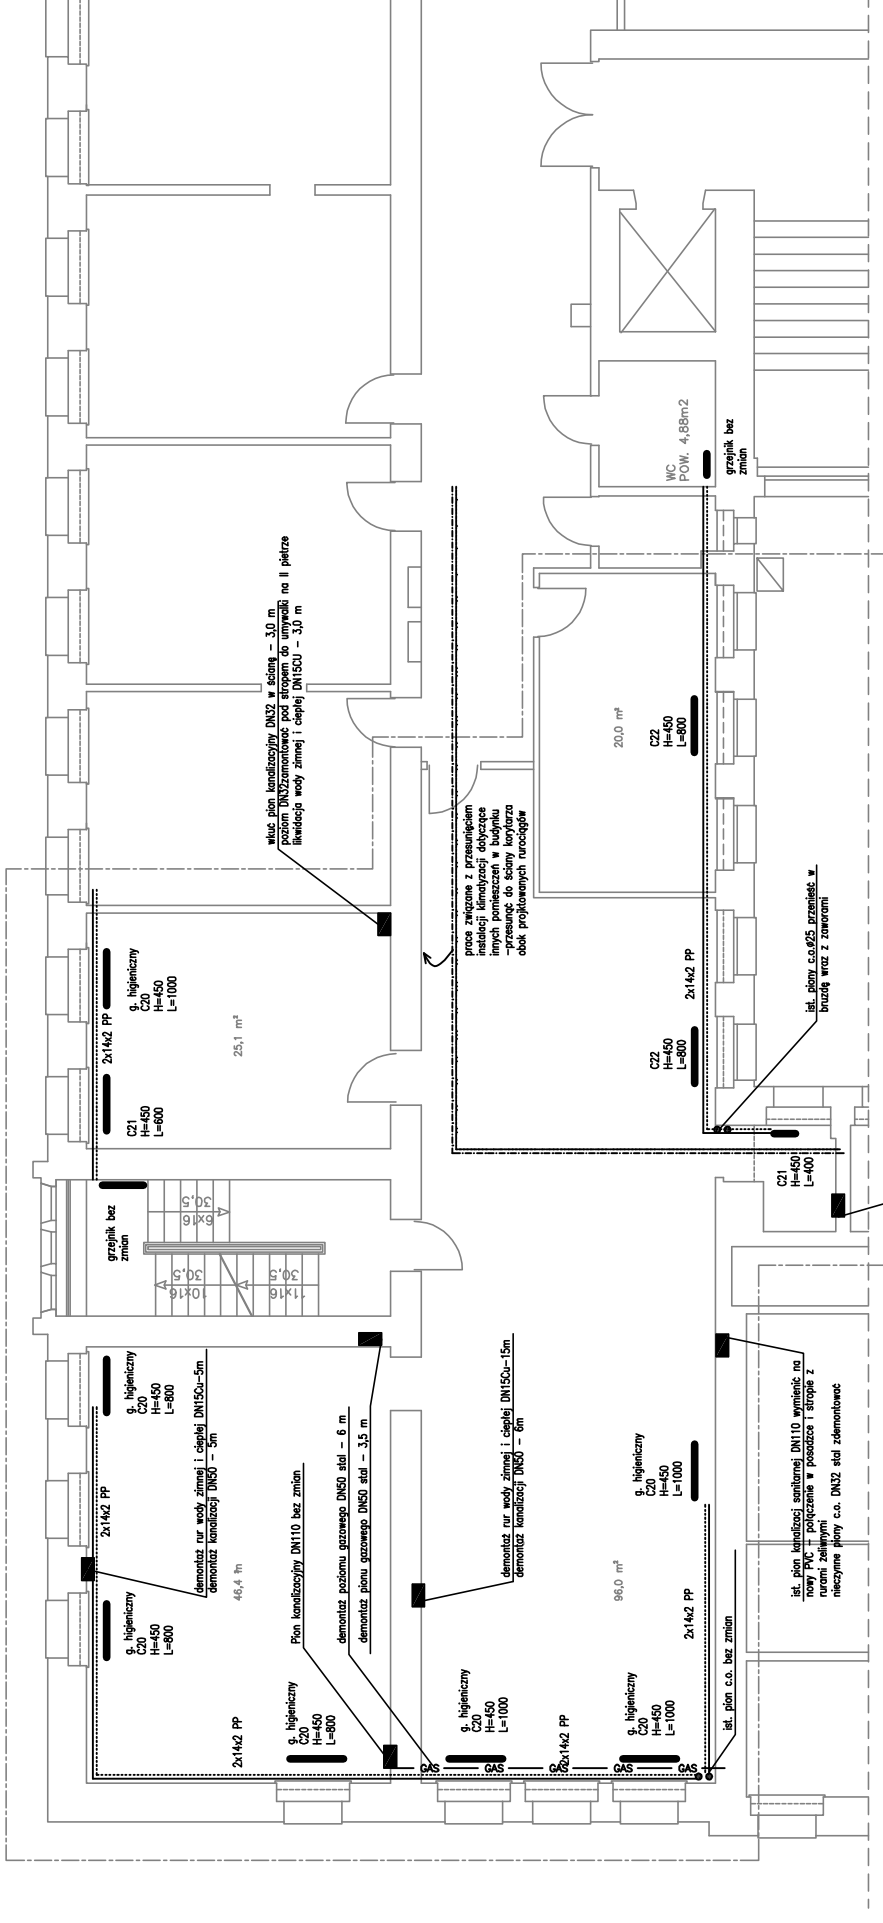 wkuć pion kanalizacyjny DN32 w ścianę - 3,0 m
poziom DN32zamontować pod stropem do umywalki na II piętrze
likwidacja wody zimnej i ciepłej DN15CU - 3,0 m
WC
POW. 4,88m2
grzejnik bez
zmian
20,0 m²
C22
H=450
L=800
prace związane z przesunięciem
instalacji klimatyzacji dotyczące
innych pomieszczeń w budynku
-przesunąć do ściany korytarza
obok projktowanych rurociągów
2x14x2 PP
C22
H=450
L=800
ist. piony c.o.ø25 przenieść w
bruzdę wraz z zaworami
g. higieniczny
C20
H=450
L=1000
2x14x2 PP
25,1 m²
C21
H=450
L=600
C21
H=450
L=400
grzejnik bez
zmian
6x16
30,5
10x16
30,5
11x16
30,5
g. higieniczny
C20
H=450
L=800
2x14x2 PP
demontaż rur wody zimnej i ciepłej DN15Cu-5m
demontaż kanalizacji DN50 - 5m
46,4 m
g. higieniczny
C20
H=450
L=800
Pion kanalizacyjny DN110 bez zmian
demontaż poziomu gazowego DN50 stal - 6 m
demontaż pionu gazowego DN50 stal - 3,5 m
demontaż rur wody zimnej i ciepłej DN15Cu-15m
demontaż kanalizacji DN50 - 6m
g. higieniczny
C20
H=450
L=1000
96,0 m²
2x14x2 PP
ist. pion kanalizacj sanitarnej DN110 wymienić na
nowy PVC - połączenie w posadzce i stropie z
rurami żeliwnymi
nieczynne piony c.o. DN32 stal zdemontować
ist. pion c.o. bez zmian
2x14x2 PP
g. higieniczny
C20
H=450
L=800
g. higieniczny
C20
H=450
L=1000
2x14x2 PP
g. higieniczny
C20
H=450
L=1000
GAS
GAS
GAS
GAS
GAS